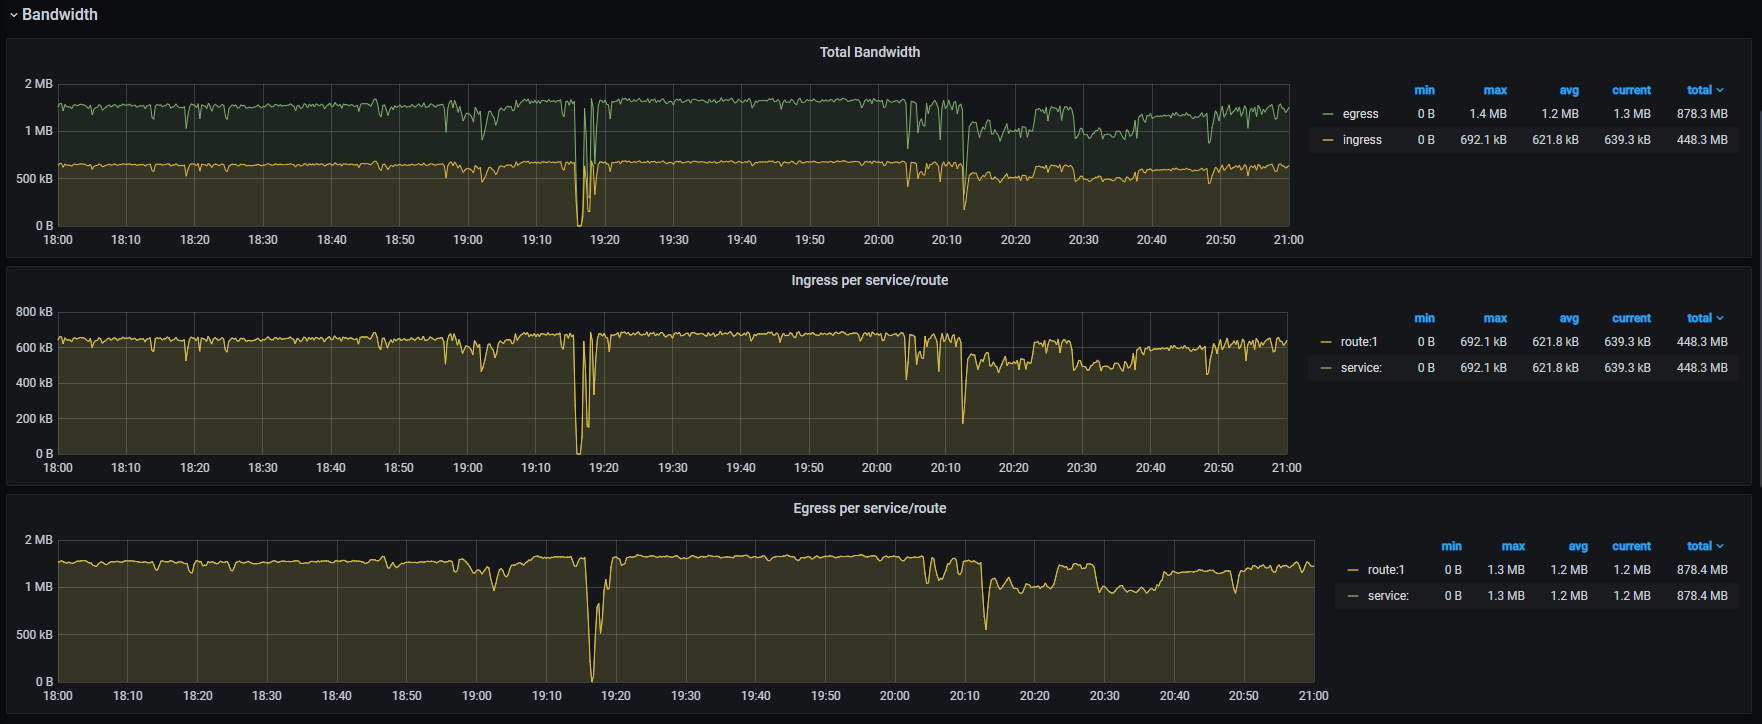 Bandwidth
Total Bandwidth
2 MB
1 MB
500 kB
0 B
18:00 18:10 18:20 18:30 18:40 18:50 19:00 19:10 19:20 19:30 19:40 19:50 20:00 20:10 20:20 20:30 20:40 20:50 21:00
min max avg current total
egress 0 B 1.4 MB 1.2 MB 1.3 MB 878.3 MB
ingress 0 B 692.1 kB 621.8 kB 639.3 kB 448.3 MB
Ingress per service/route
800 kB
600 kB
400 kB
200 kB
0 B
18:00 18:10 18:20 18:30 18:40 18:50 19:00 19:10 19:20 19:30 19:40 19:50 20:00 20:10 20:20 20:30 20:40 20:50 21:00
min max avg current total
route:1 0 B 692.1 kB 621.8 kB 639.3 kB 448.3 MB
service: 0 B 692.1 kB 621.8 kB 639.3 kB 448.3 MB
Egress per service/route
2 MB
1 MB
500 kB
0 B
18:00 18:10 18:20 18:30 18:40 18:50 19:00 19:10 19:20 19:30 19:40 19:50 20:00 20:10 20:20 20:30 20:40 20:50 21:00
min max avg current total
route:1 0 B 1.3 MB 1.2 MB 1.2 MB 878.4 MB
service: 0 B 1.3 MB 1.2 MB 1.2 MB 878.4 MB